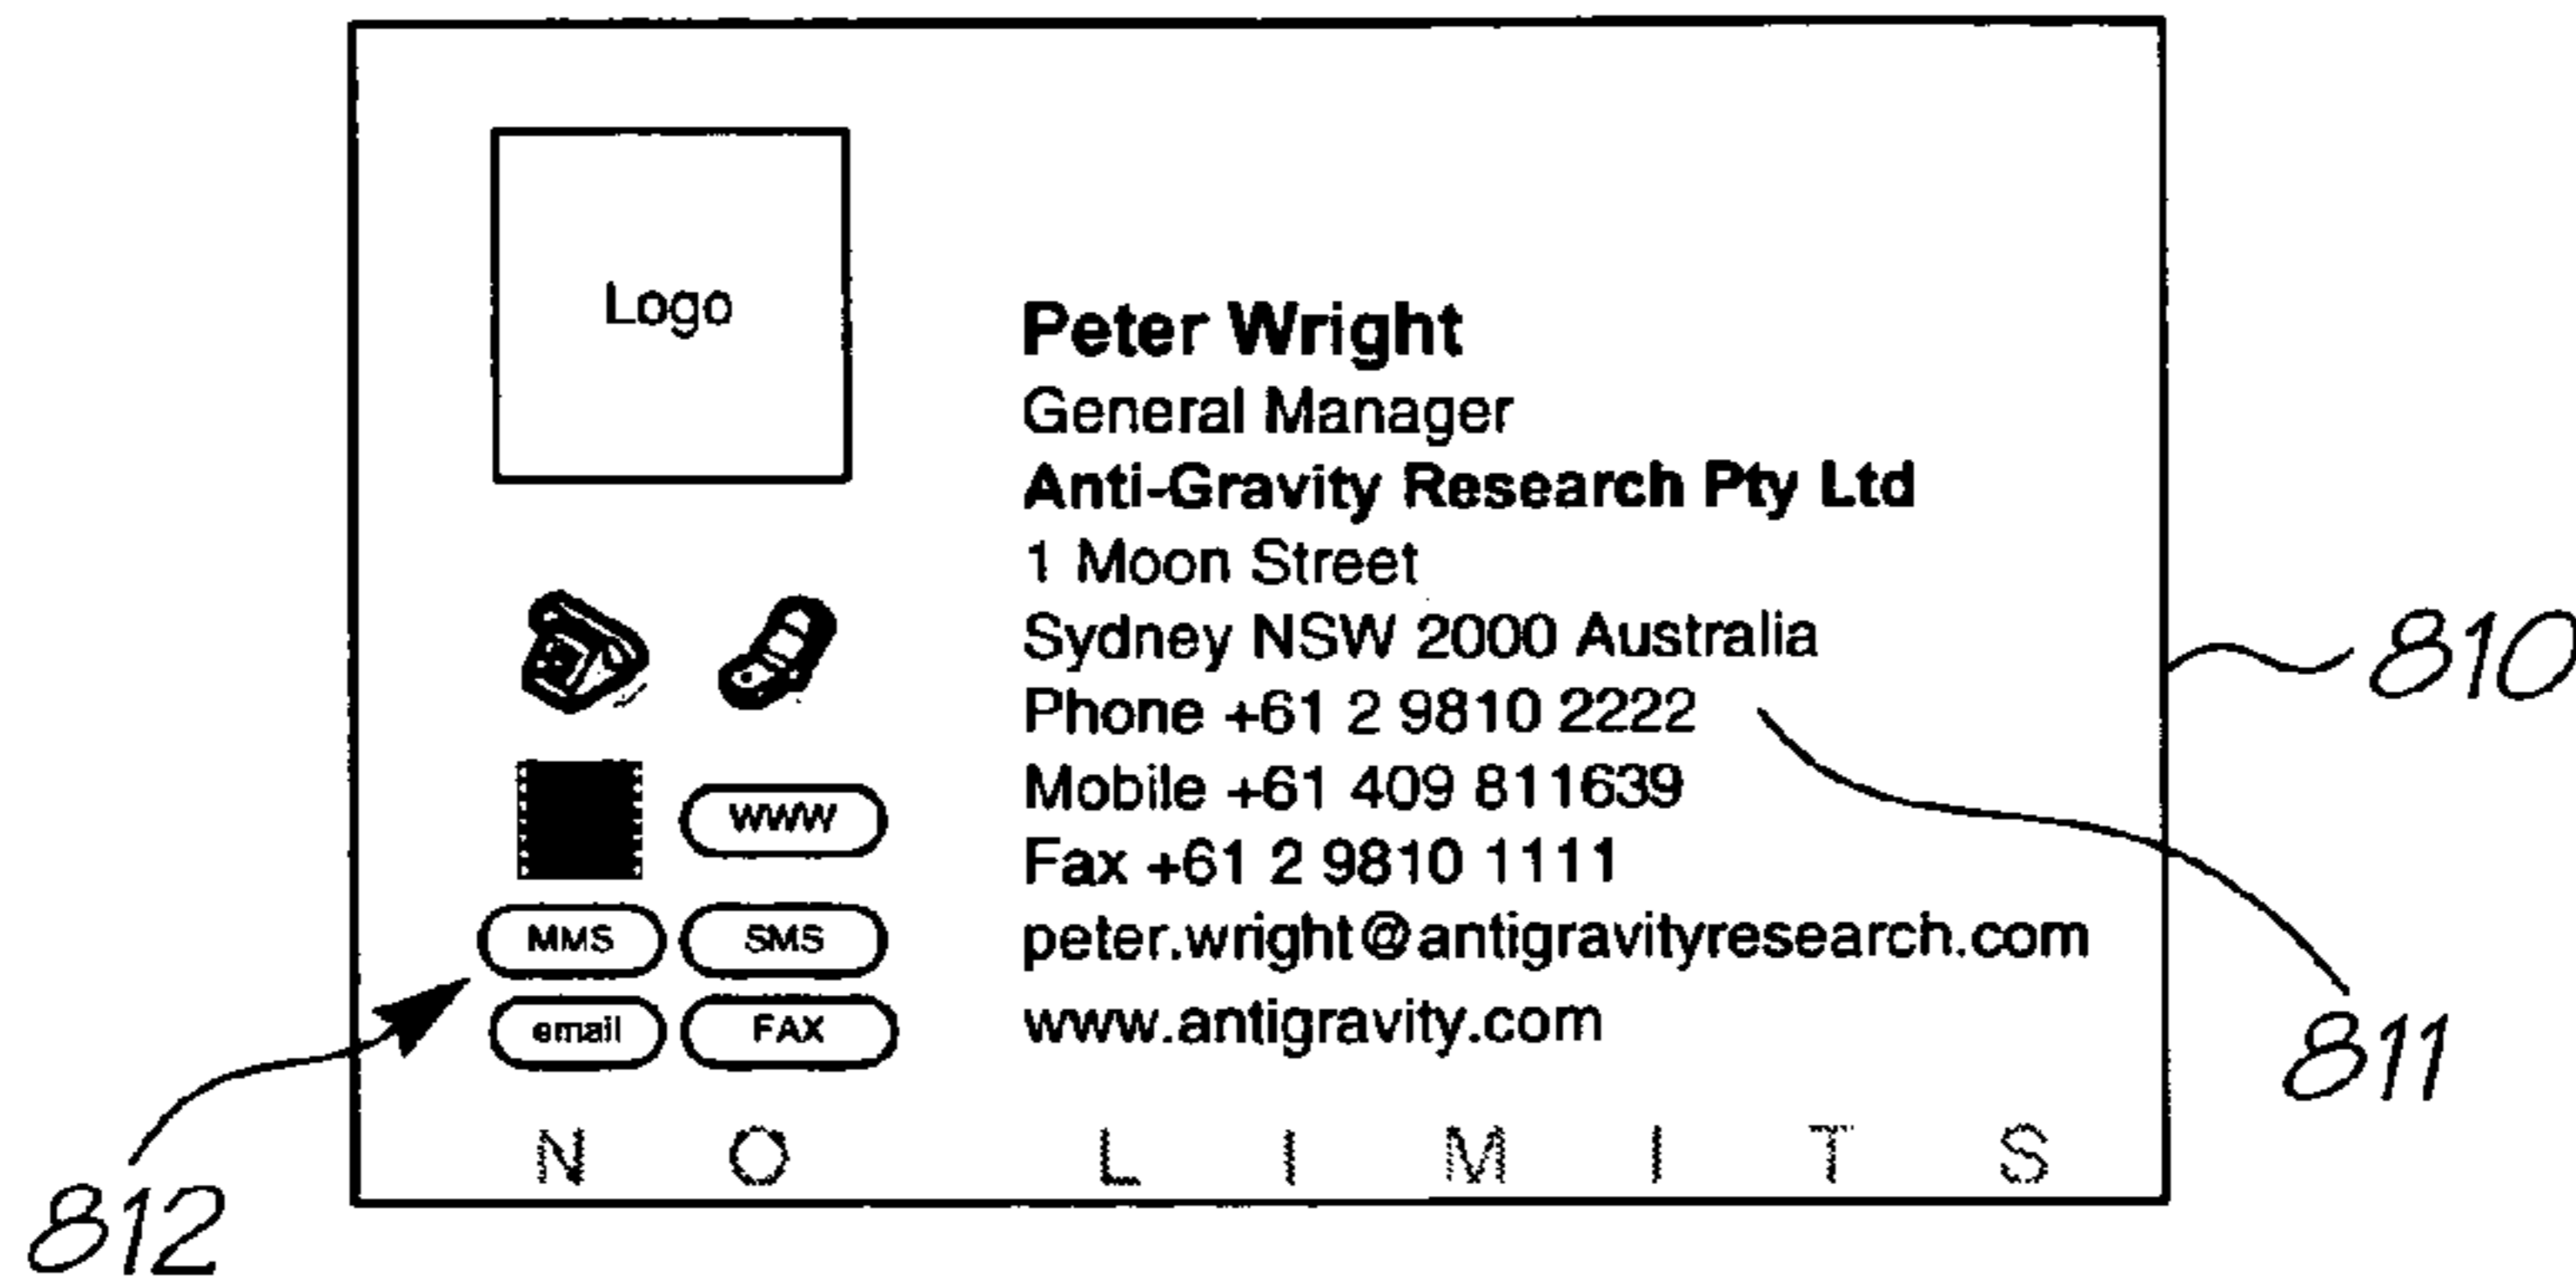 Logo
Peter Wright
General Manager
Anti-Gravity Research Pty Ltd
1 Moon Street
Sydney NSW 2000 Australia
Phone +61 2 9810 2222
Mobile +61 409 811639
Fax +61 2 9810 1111
peter.wright@antigravityresearch.com
www.antigravity.com
WWW
MMS SMS
email FAX
NO LIMITS
810
811
812